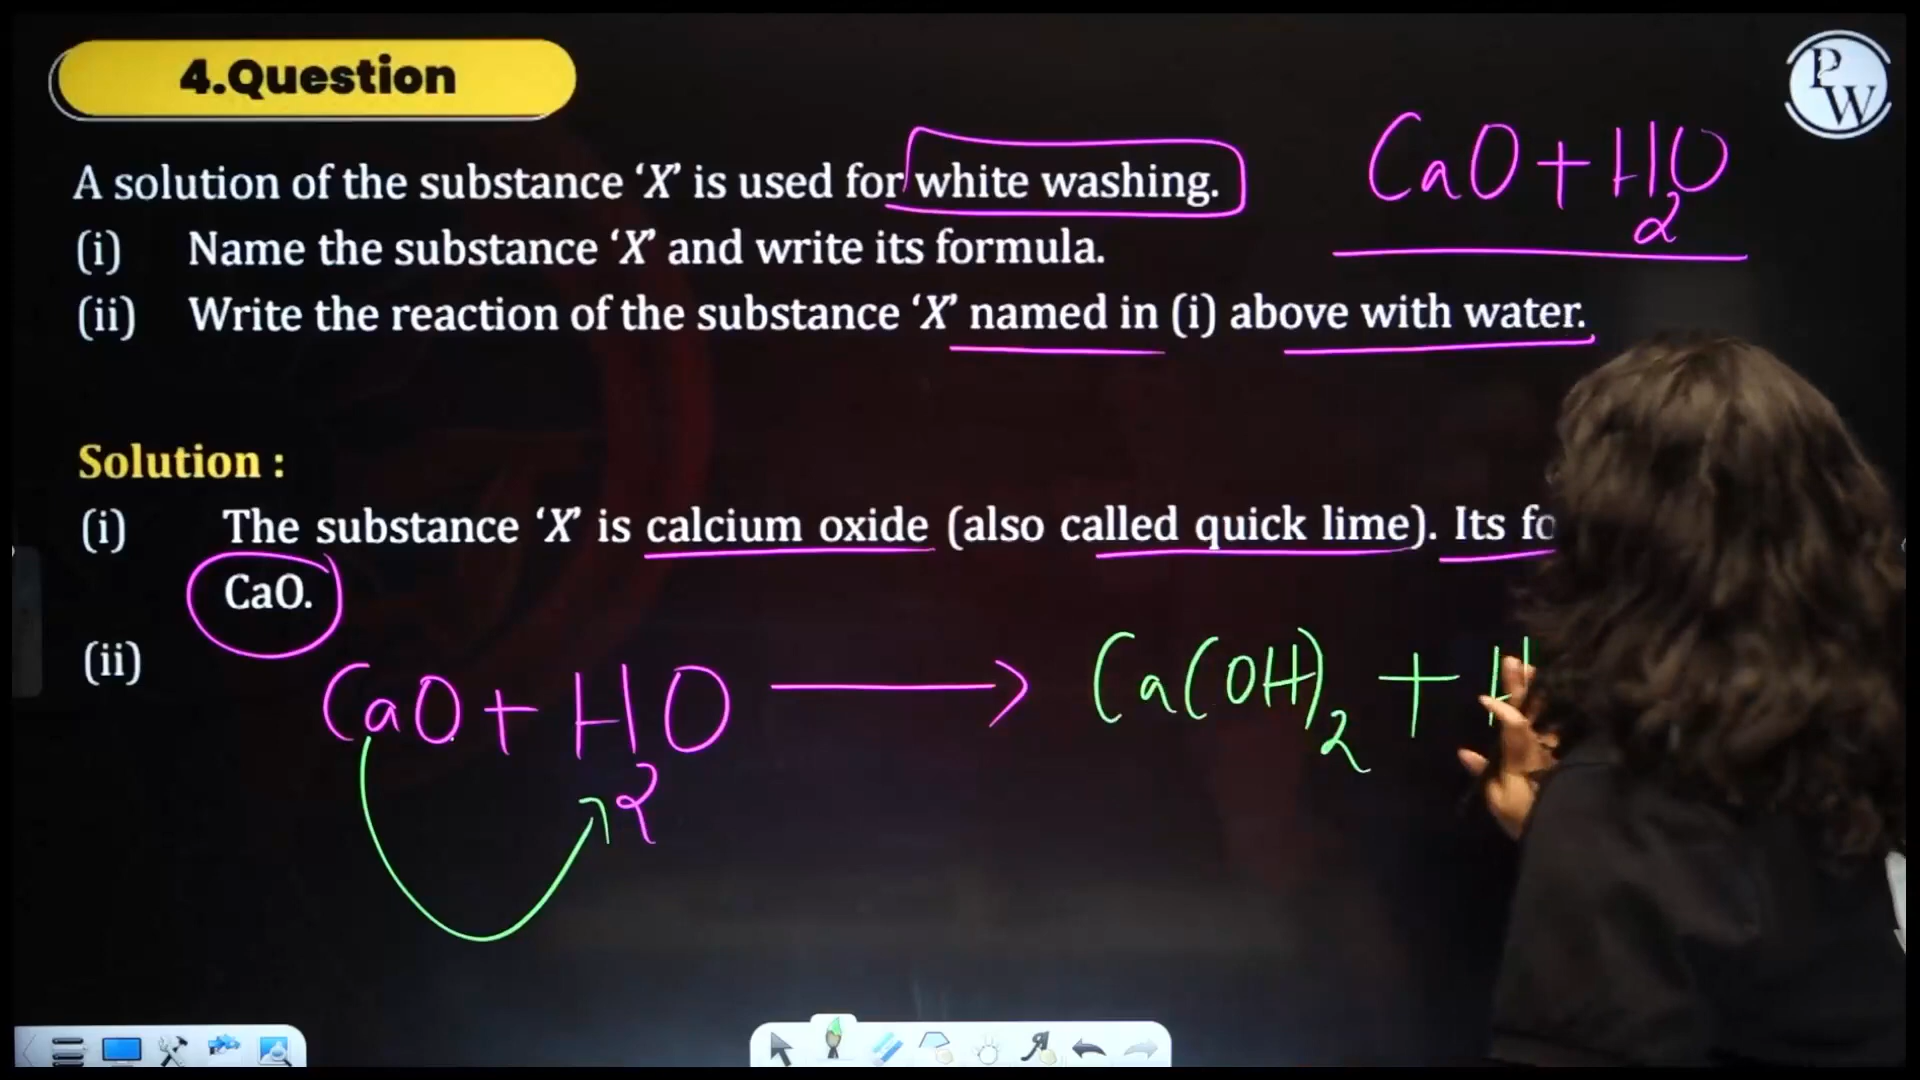 4.Question
PW
A solution of the substance ‘X’ is used for white washing.
CaO + H2O
(i) Name the substance ‘X’ and write its formula.
(ii) Write the reaction of the substance ‘X’ named in (i) above with water.
Solution :
(i) The substance ‘X’ is calcium oxide (also called quick lime). Its
CaO.
(ii)
CaO + H2O → Ca(OH)2 +